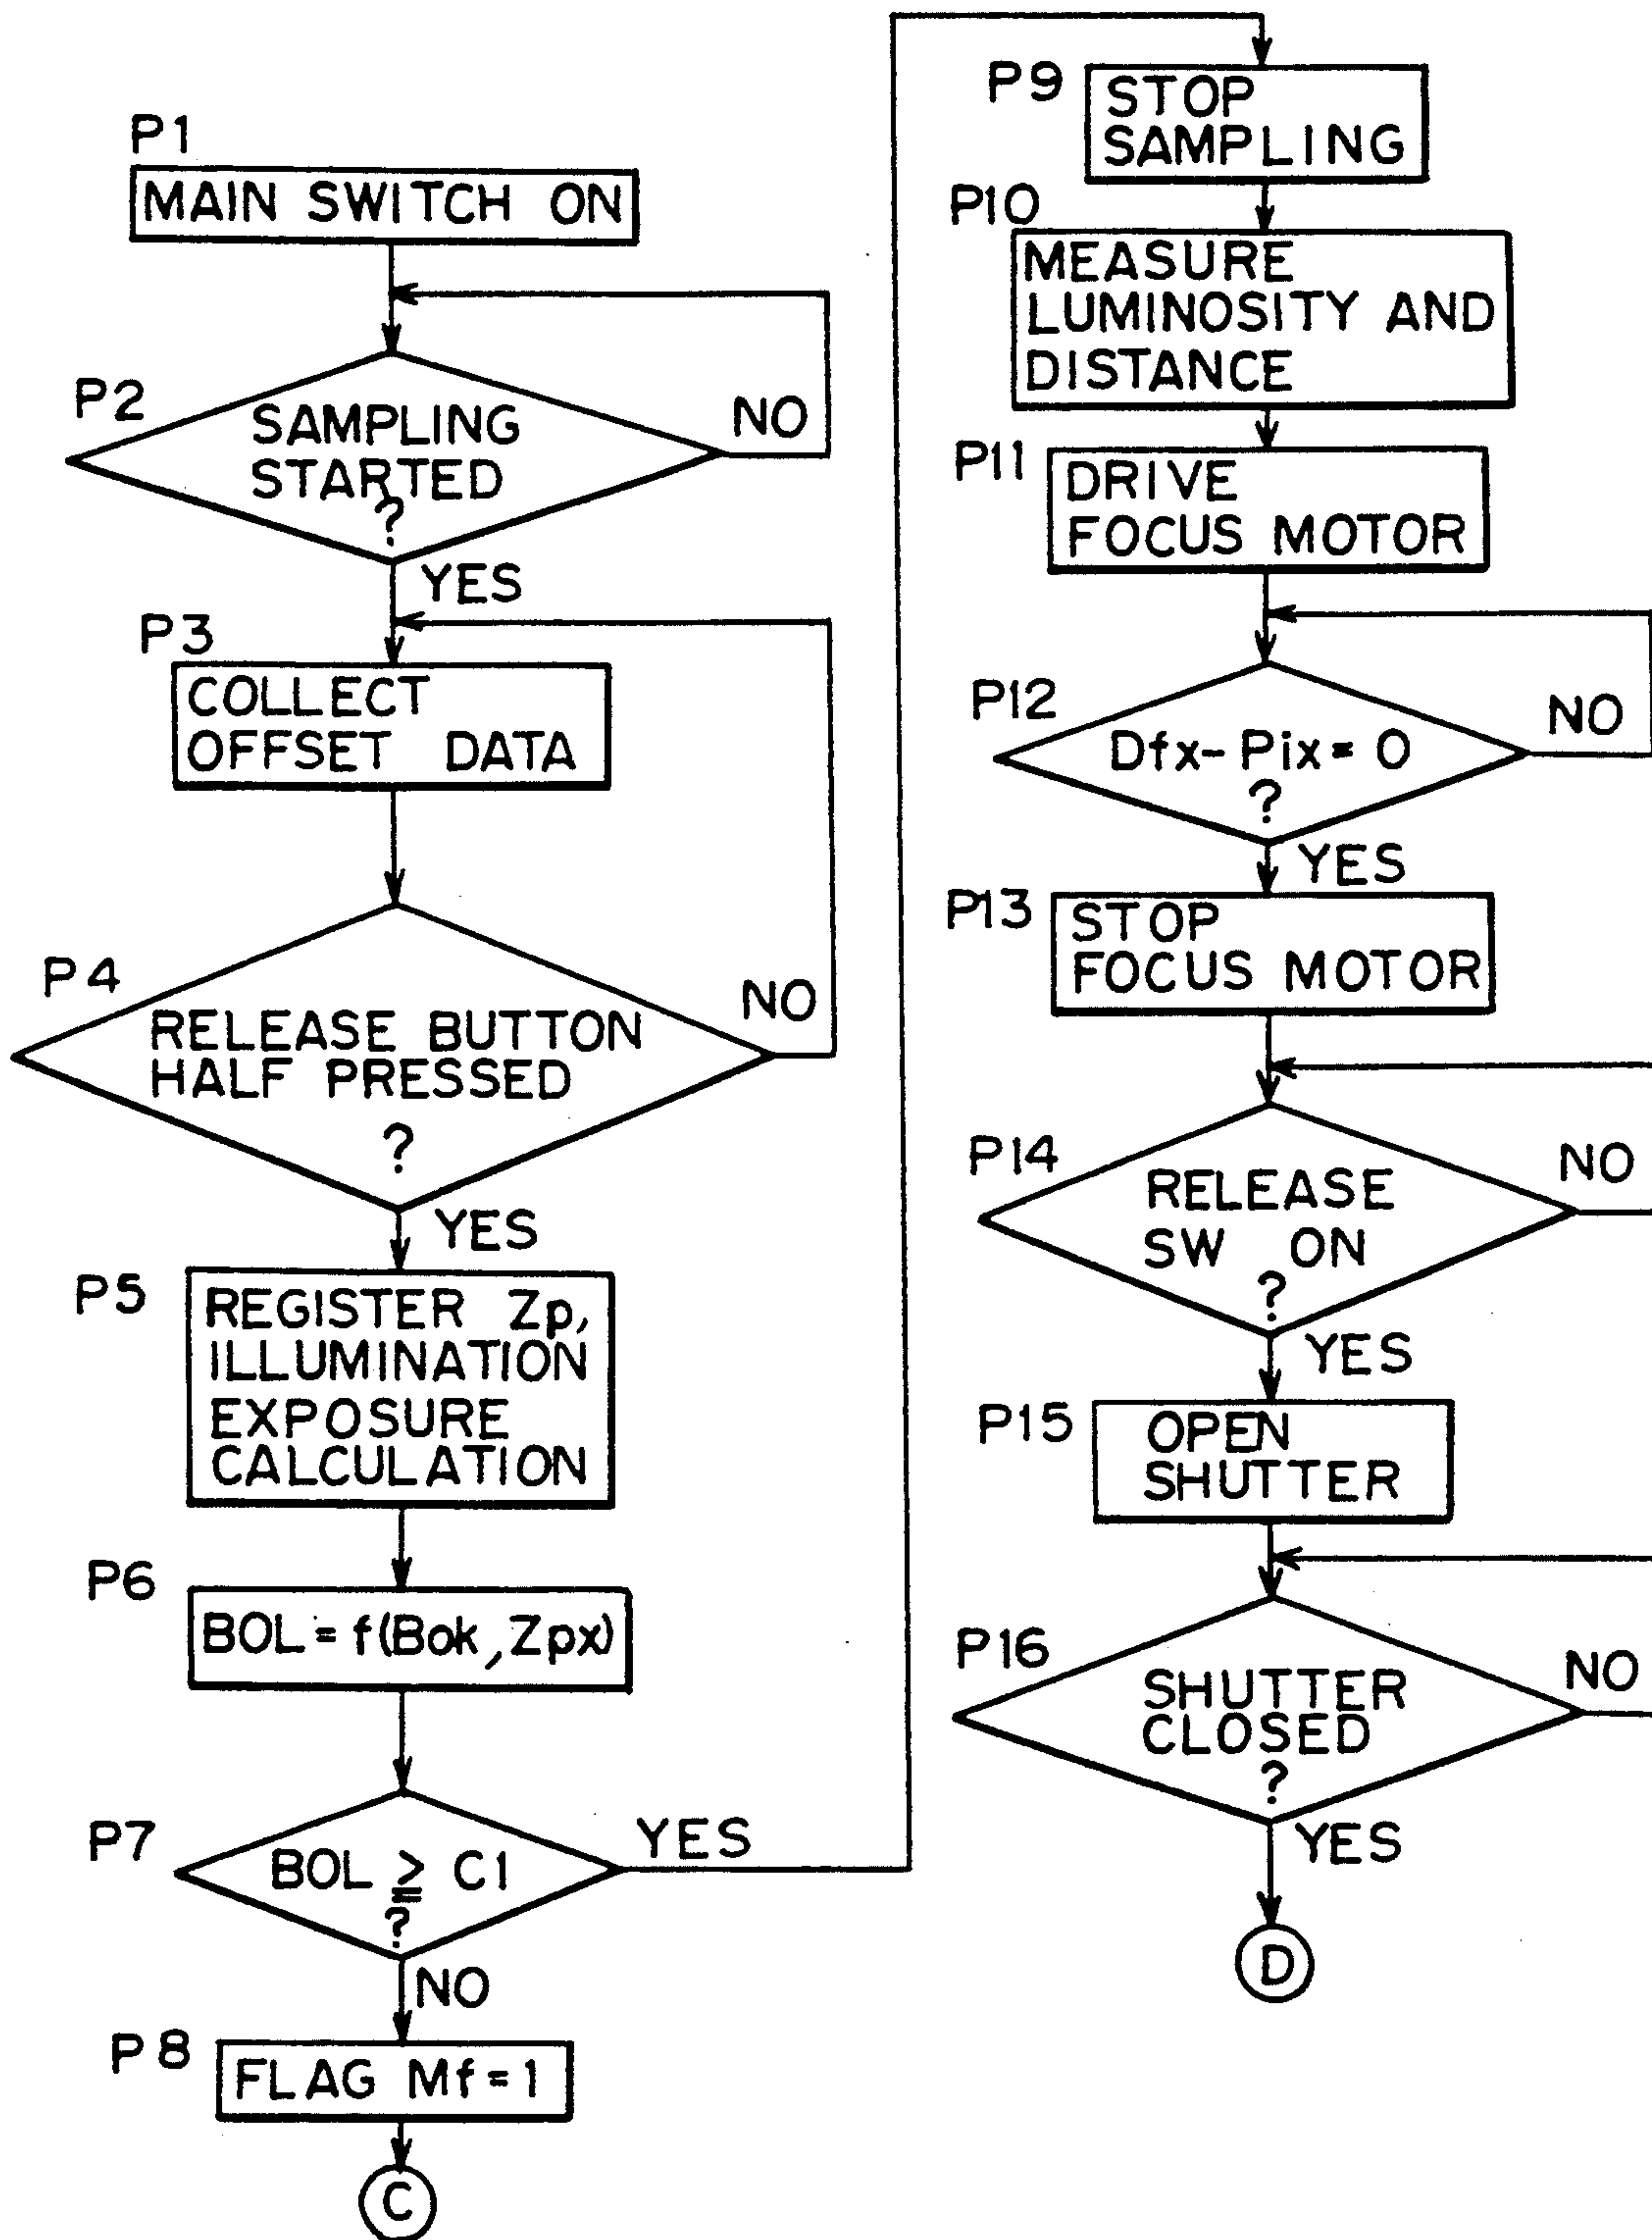 P1
MAIN SWITCH ON
P2
SAMPLING
STARTED
?
NO
YES
P3
COLLECT
OFFSET DATA
P4
RELEASE BUTTON
HALF PRESSED
?
NO
YES
P5
REGISTER Zp,
ILLUMINATION
EXPOSURE
CALCULATION
P6
BOL = f(Bok, Zpx)
P7
BOL ≧ C1
?
YES
NO
P8
FLAG Mf = 1
C
P9
STOP
SAMPLING
P10
MEASURE
LUMINOSITY AND
DISTANCE
P11
DRIVE
FOCUS MOTOR
P12
Dfx - Pix = 0
?
NO
YES
P13
STOP
FOCUS MOTOR
P14
RELEASE
SW ON
?
NO
YES
P15
OPEN
SHUTTER
P16
SHUTTER
CLOSED
?
NO
YES
D